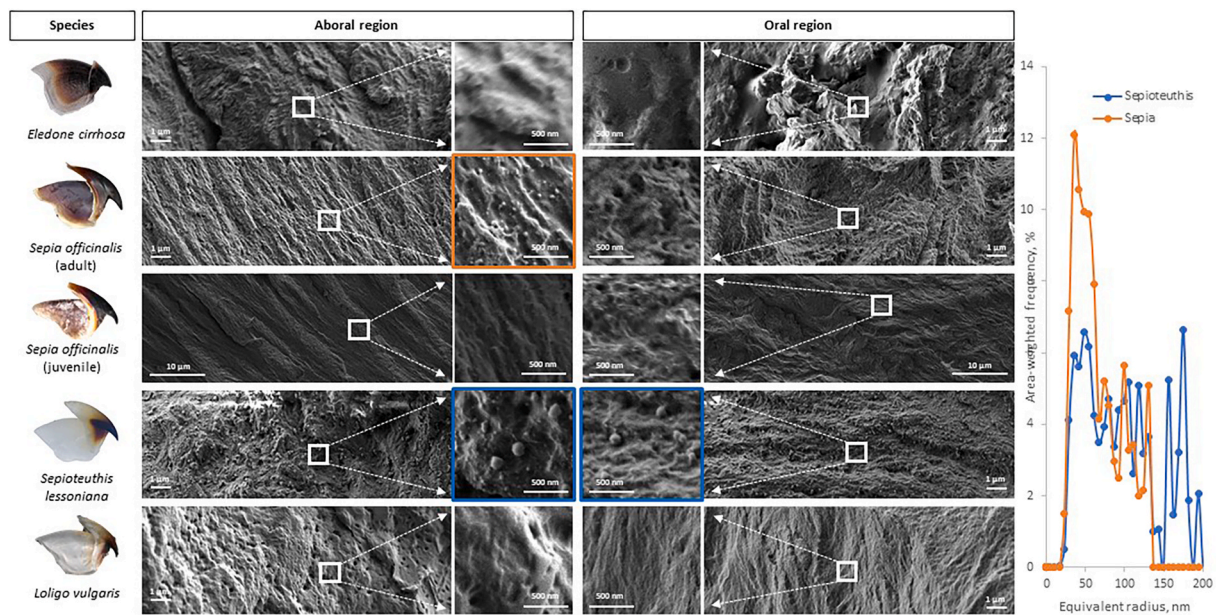 Species
Aboral region
Oral region
Eledone cirrhosa
1 µm
500 nm
500 nm
1 µm
Sepia officinalis
(adult)
1 µm
500 nm
500 nm
1 µm
Sepia officinalis
(juvenile)
10 µm
500 nm
500 nm
10 µm
Sepioteuthis
lessoniana
1 µm
500 nm
500 nm
1 µm
Loligo vulgaris
1 µm
500 nm
500 nm
1 µm
Area-weighted frequency, %
14
12
10
8
6
4
2
0
Sepioteuthis
Sepia
0
50
100
150
200
Equivalent radius, nm